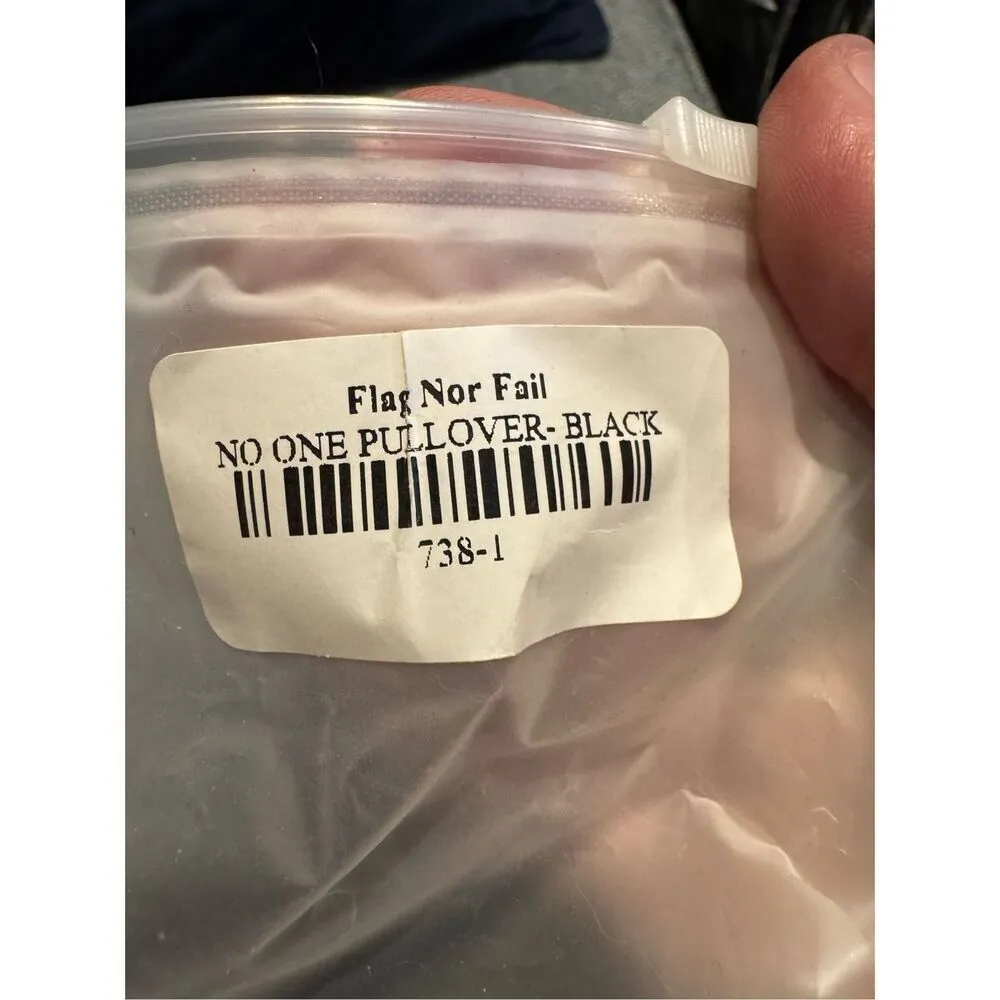 Flag Nor Fail
NO ONE PULLOVER- BLACK
738-1